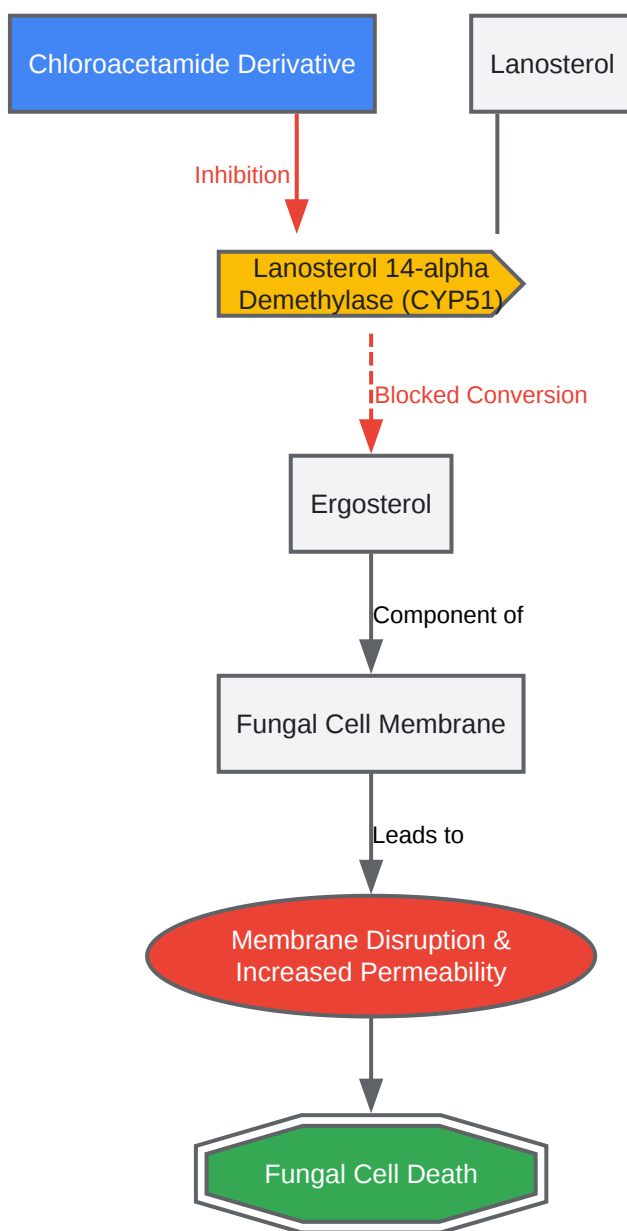 Chloroacetamide Derivative
Lanosterol
Inhibition
Lanosterol 14-alpha
Demethylase (CYP51)
Blocked Conversion
Ergosterol
Component of
Fungal Cell Membrane
Leads to
Membrane Disruption &
Increased Permeability
Fungal Cell Death